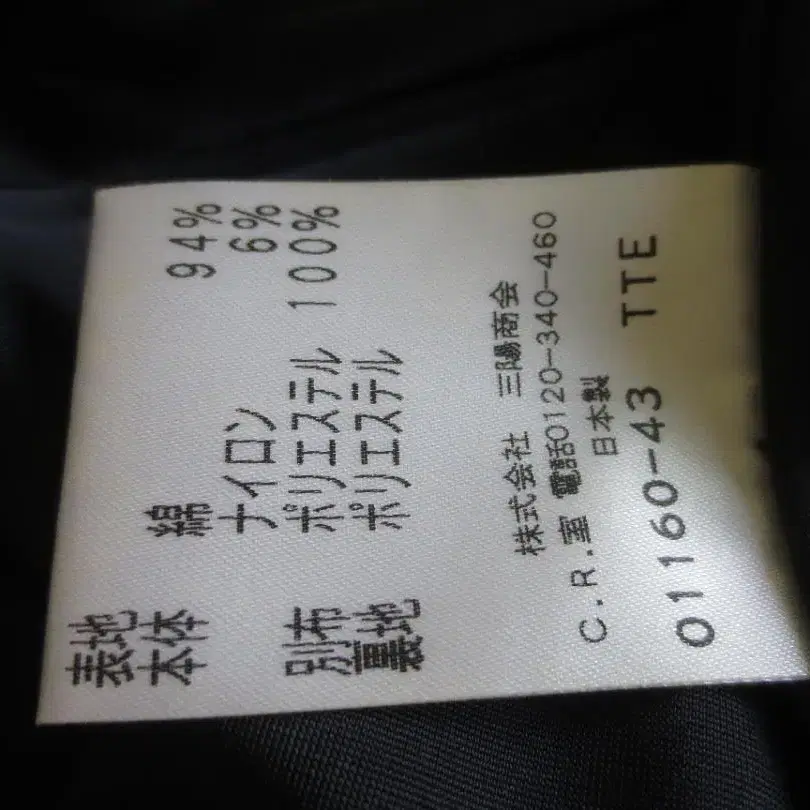 表地
本体 綿 94%
ナイロン 6%
別布 ポリエステル 100%
裏地 ポリエステル
株式会社 三陽商会
C.R.室 電話0120-340-460
日本製
01160-43 TTE